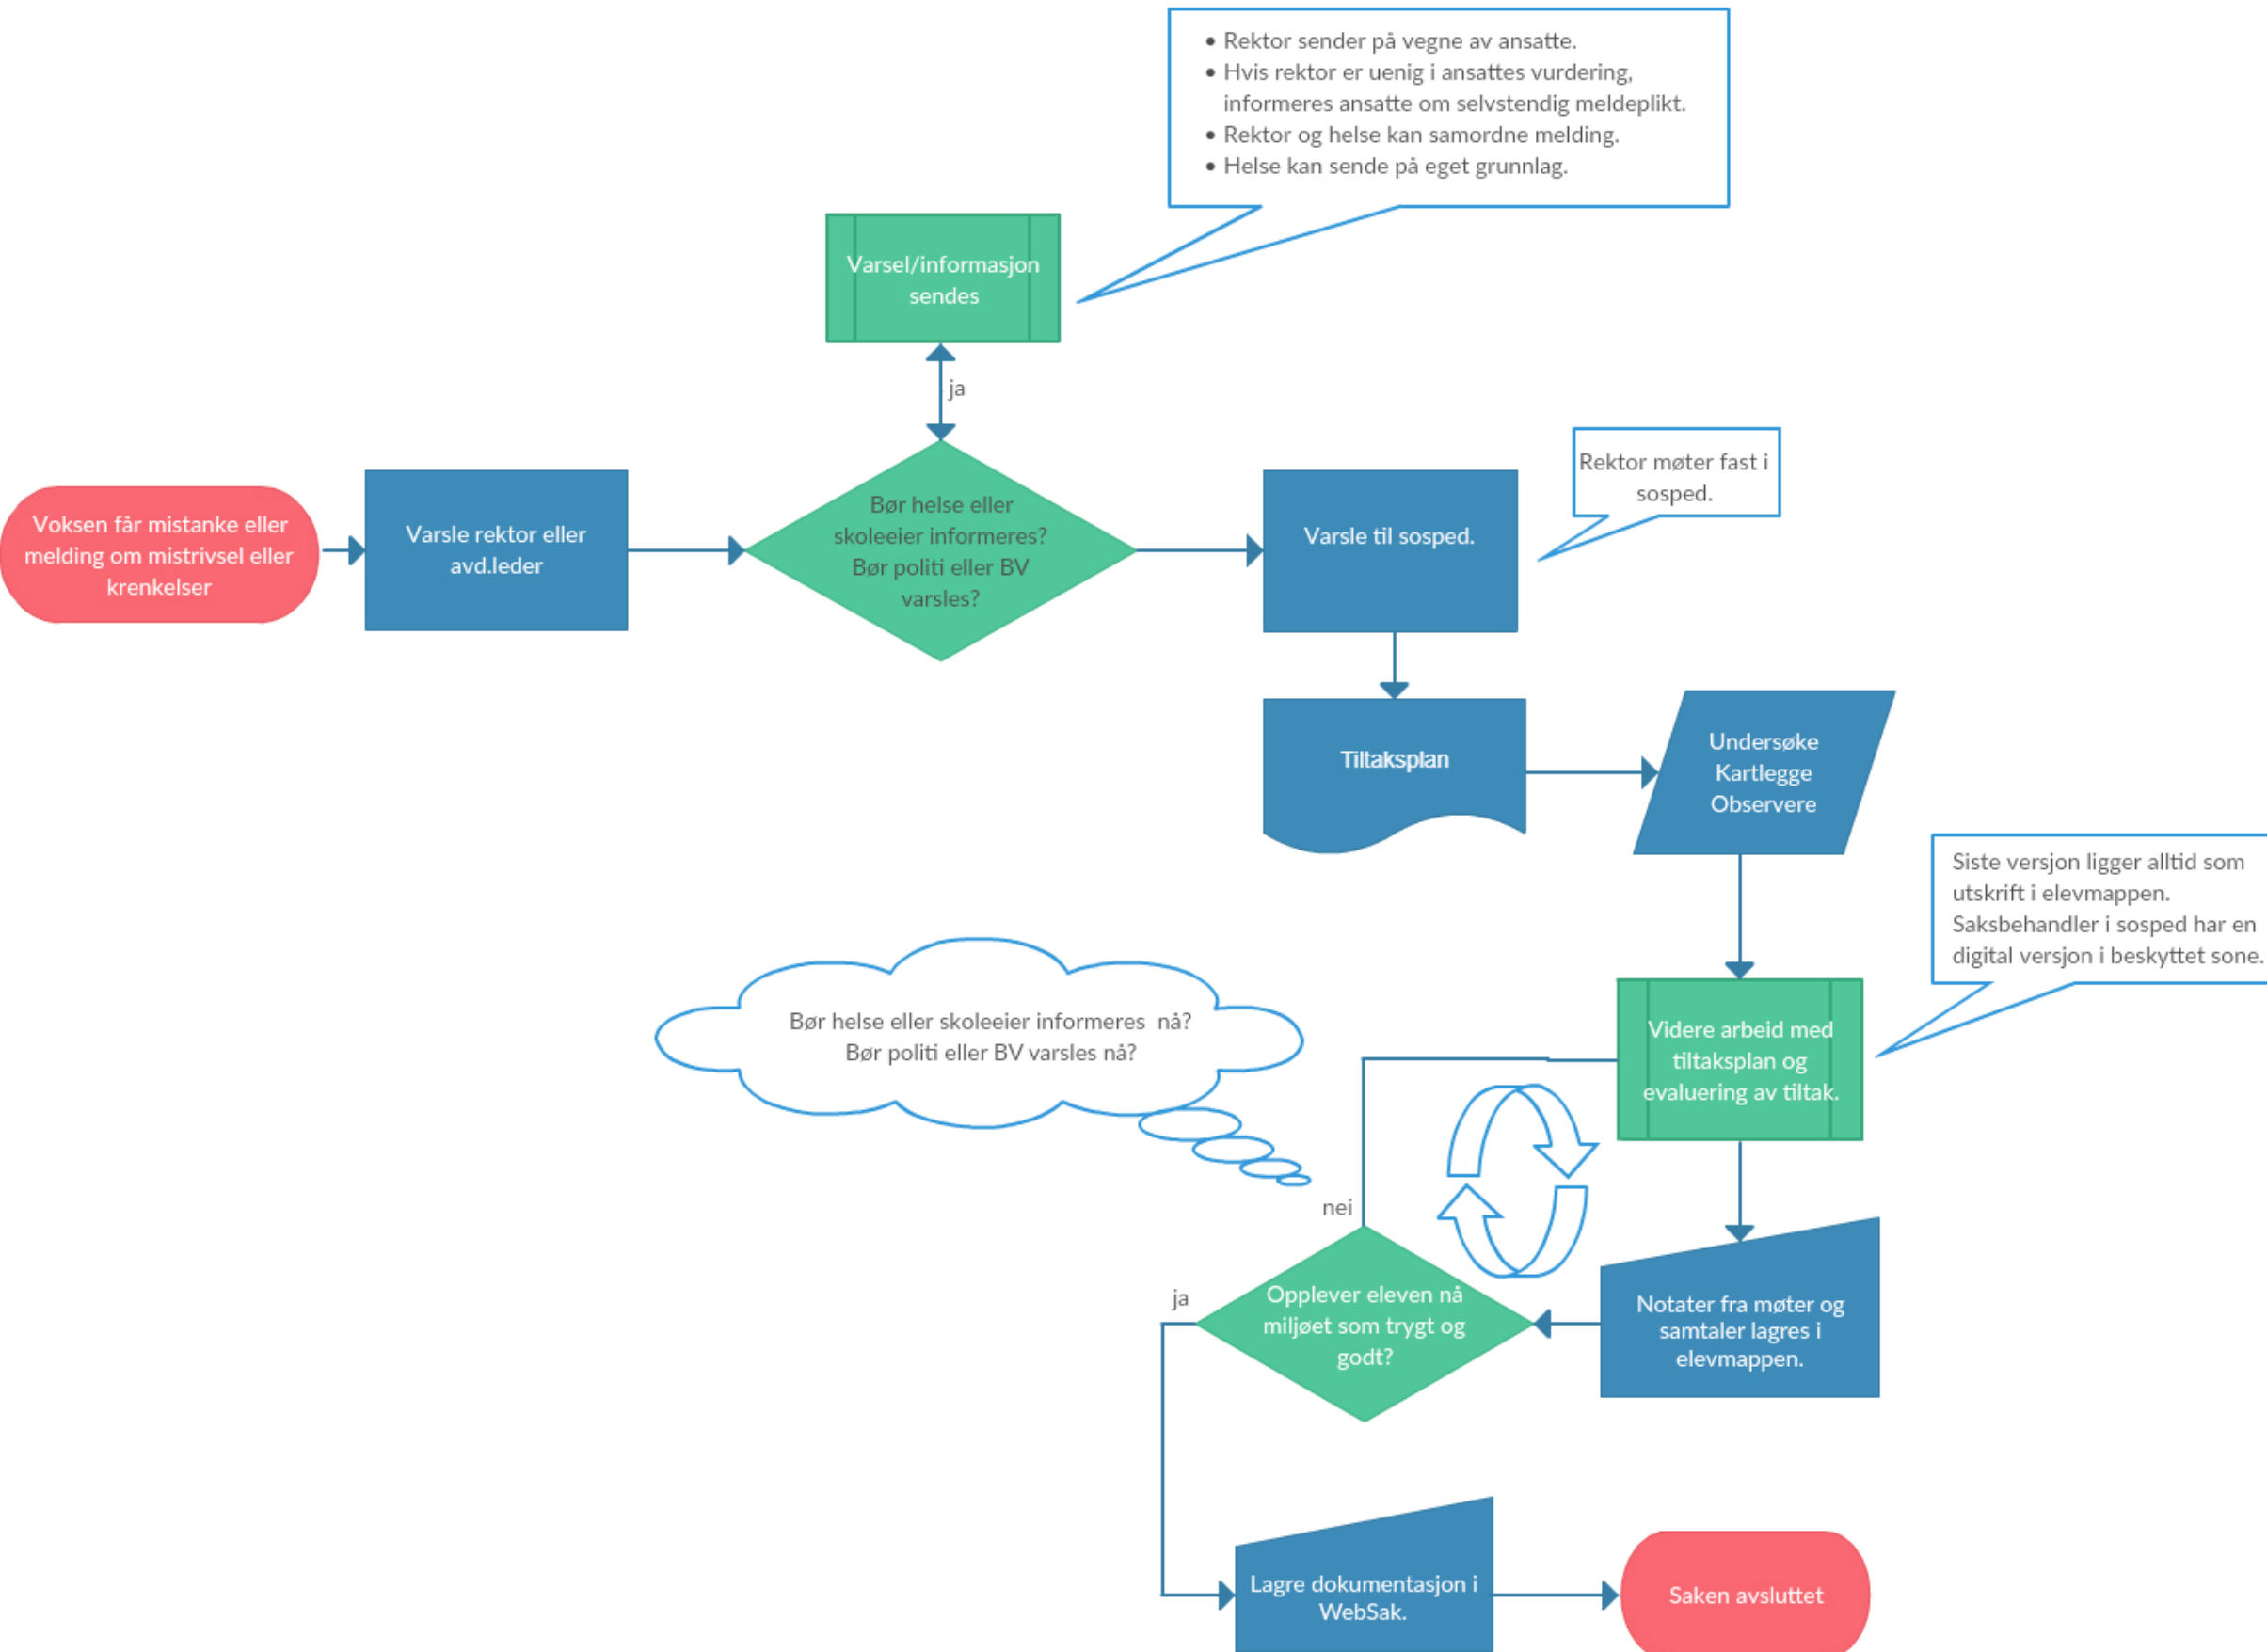 • Rektor sender på vegne av ansatte.
• Hvis rektor er uenig i ansattes vurdering,
informeres ansatte om selvstendig meldeplikt.
• Rektor og helse kan samordne melding.
• Helse kan sende på eget grunnlag.
Varsel/informasjon
sendes
ja
Voksen får mistanke eller
melding om mistrivsel eller
krenkelser
Varsle rektor eller
avd.leder
Bør helse eller
skoleeier informeres?
Bør politi eller BV
varsles?
Varsle til sosped.
Rektor møter fast i
sosped.
Tiltaksplan
Undersøke
Kartlegge
Observere
Siste versjon ligger alltid som
utskrift i elevmappen.
Saksbehandler i sosped har en
digital versjon i beskyttet sone.
Videre arbeid med
tiltaksplan og
evaluering av tiltak.
Bør helse eller skoleeier informeres  nå?
Bør politi eller BV varsles nå?
nei
ja
Opplever eleven nå
miljøet som trygt og
godt?
Notater fra møter og
samtaler lagres i
elevmappen.
Lagre dokumentasjon i
WebSak.
Saken avsluttet